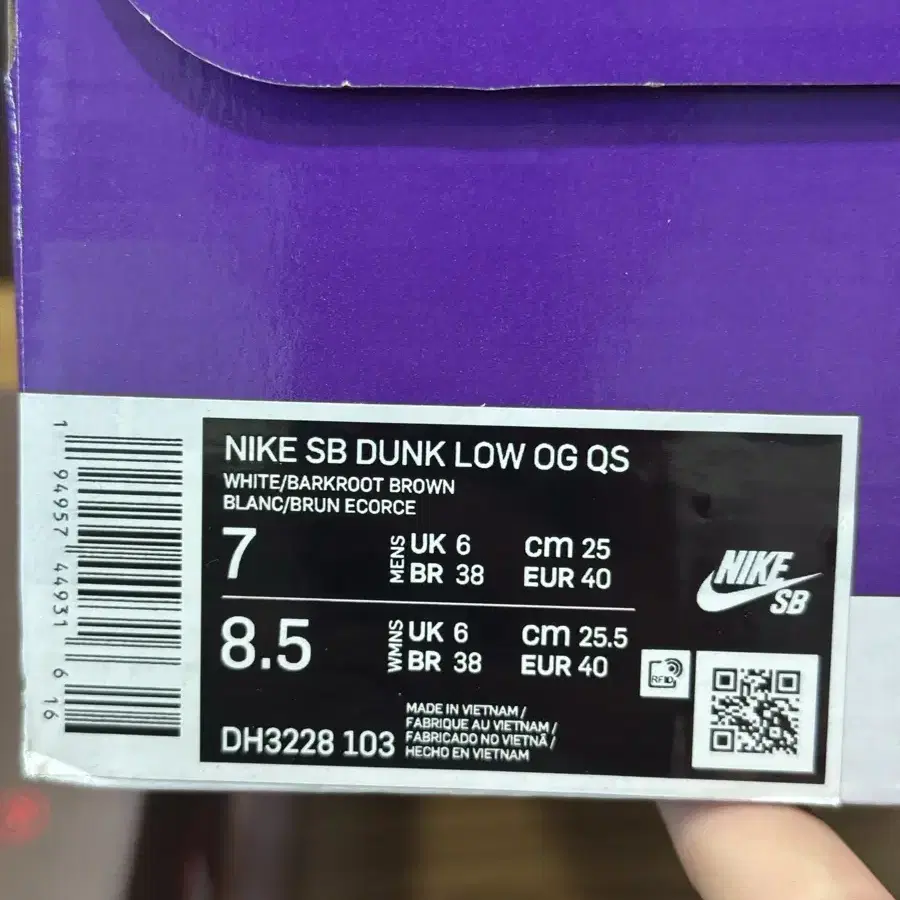 NIKE SB DUNK LOW OG QS
WHITE/BARKROOT BROWN
BLANC/BRUN ECORCE
7 MENS UK 6 cm 25
BR 38 EUR 40
8.5 WMNS UK 6 cm 25.5
BR 38 EUR 40
NIKE
SB
RFID
DH3228 103
MADE IN VIETNAM /
FABRIQUE AU VIETNAM /
FABRICADO NO VIETNÃ /
HECHO EN VIETNAM
1 94957 44931 6 16